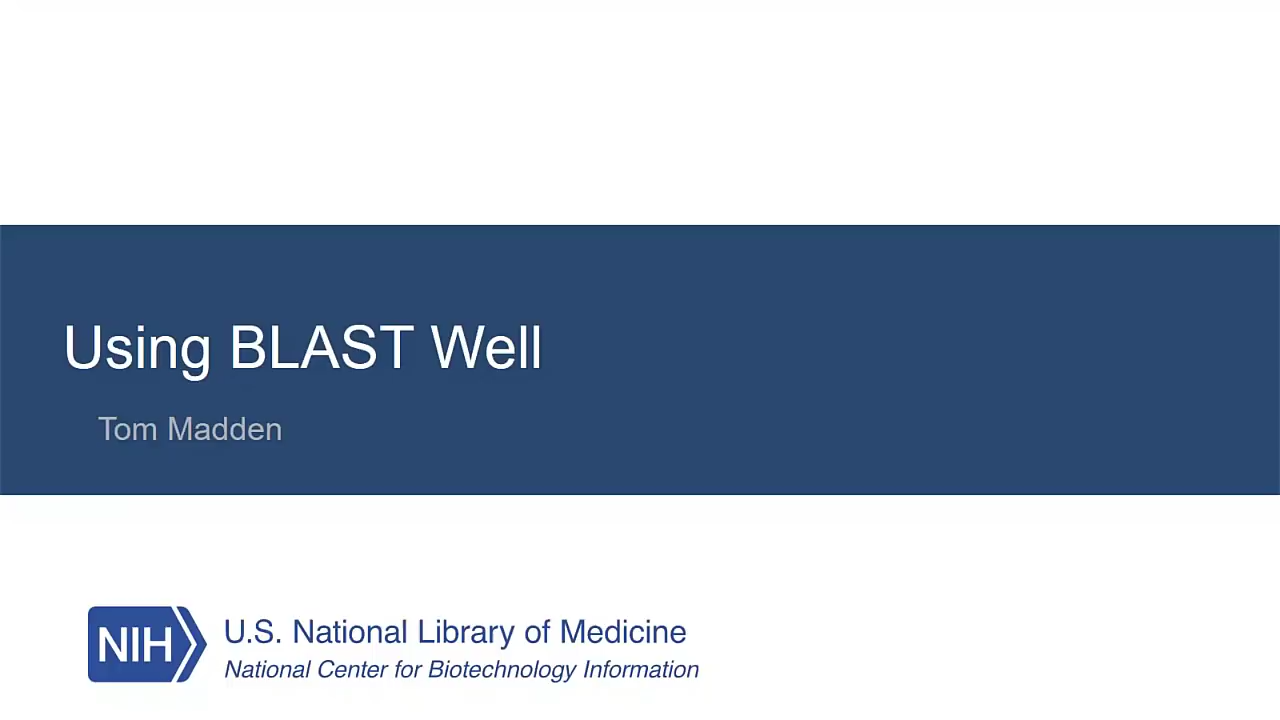 Using BLAST Well
Tom Madden
NIH
U.S. National Library of Medicine
National Center for Biotechnology Information